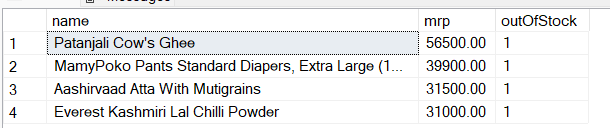 name mrp outOfStock
1 Patanjali Cow's Ghee 56500.00 1
2 MamyPoko Pants Standard Diapers, Extra Large (1... 39900.00 1
3 Aashirvaad Atta With Mutigrains 31500.00 1
4 Everest Kashmiri Lal Chilli Powder 31000.00 1